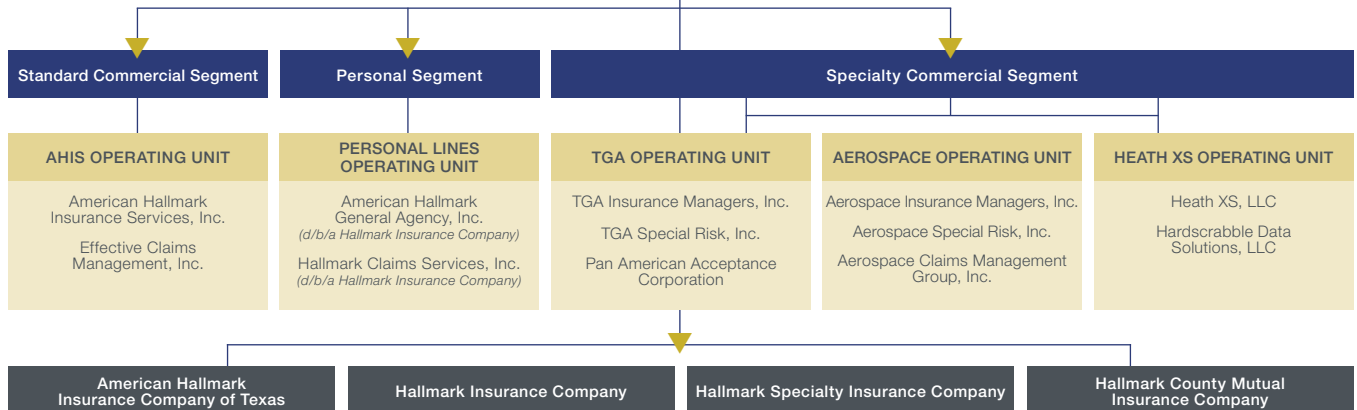 Standard Commercial Segment
Personal Segment
Specialty Commercial Segment
AHIS OPERATING UNIT
American Hallmark
Insurance Services, Inc.
Effective Claims
Management, Inc.
PERSONAL LINES
OPERATING UNIT
American Hallmark
General Agency, Inc.
(d/b/a Hallmark Insurance Company)
Hallmark Claims Services, Inc.
(d/b/a Hallmark Insurance Company)
TGA OPERATING UNIT
TGA Insurance Managers, Inc.
TGA Special Risk, Inc.
Pan American Acceptance
Corporation
AEROSPACE OPERATING UNIT
Aerospace Insurance Managers, Inc.
Aerospace Special Risk, Inc.
Aerospace Claims Management
Group, Inc.
HEATH XS OPERATING UNIT
Heath XS, LLC
Hardscrabble Data
Solutions, LLC
American Hallmark
Insurance Company of Texas
Hallmark Insurance Company
Hallmark Specialty Insurance Company
Hallmark County Mutual
Insurance Company